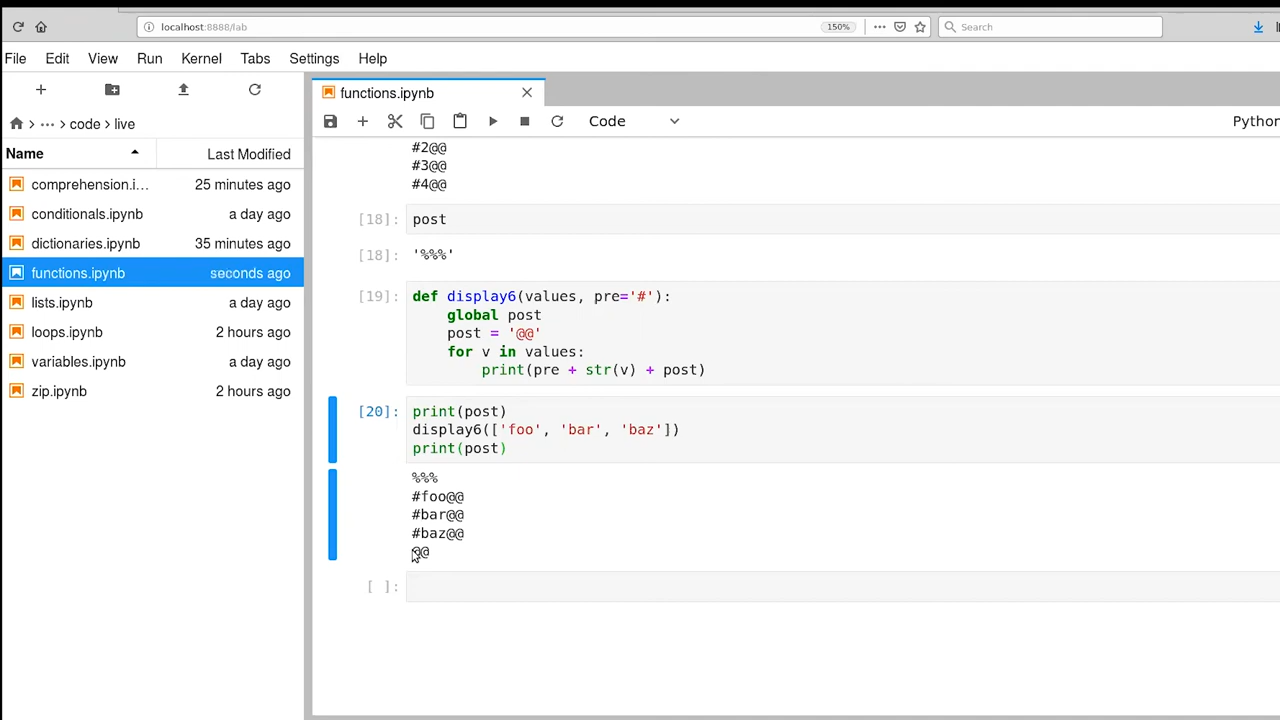 localhost:8888/lab
150%
Search
File Edit View Run Kernel Tabs Settings Help
functions.ipynb
code live
Code
Name Last Modified
comprehension.i… 25 minutes ago
conditionals.ipynb a day ago
dictionaries.ipynb 35 minutes ago
functions.ipynb seconds ago
lists.ipynb a day ago
loops.ipynb 2 hours ago
variables.ipynb a day ago
zip.ipynb 2 hours ago
#2@@
#3@@
#4@@
[18]: post
[18]: '%%%'
[19]: def display6(values, pre='#'):
global post
post = '@@'
for v in values:
print(pre + str(v) + post)
[20]: print(post)
display6(['foo', 'bar', 'baz'])
print(post)
%%%
#foo@@
#bar@@
#baz@@
@@
[ ]: